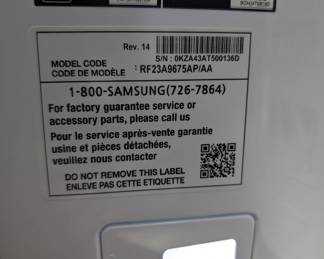 Rev. 14
S/N: 0KZA43AT500136D
MODEL CODE
CODE DE MODÈLE : RF23A9675AP/AA
1-800-SAMSUNG(726-7864)
For factory guarantee service or
accessory parts, please call us
Pour le service après-vente garantie
usine et pièces détachées,
veuillez nous contacter
DO NOT REMOVE THIS LABEL
ENLEVE PAS CETTE ETIQUETTE